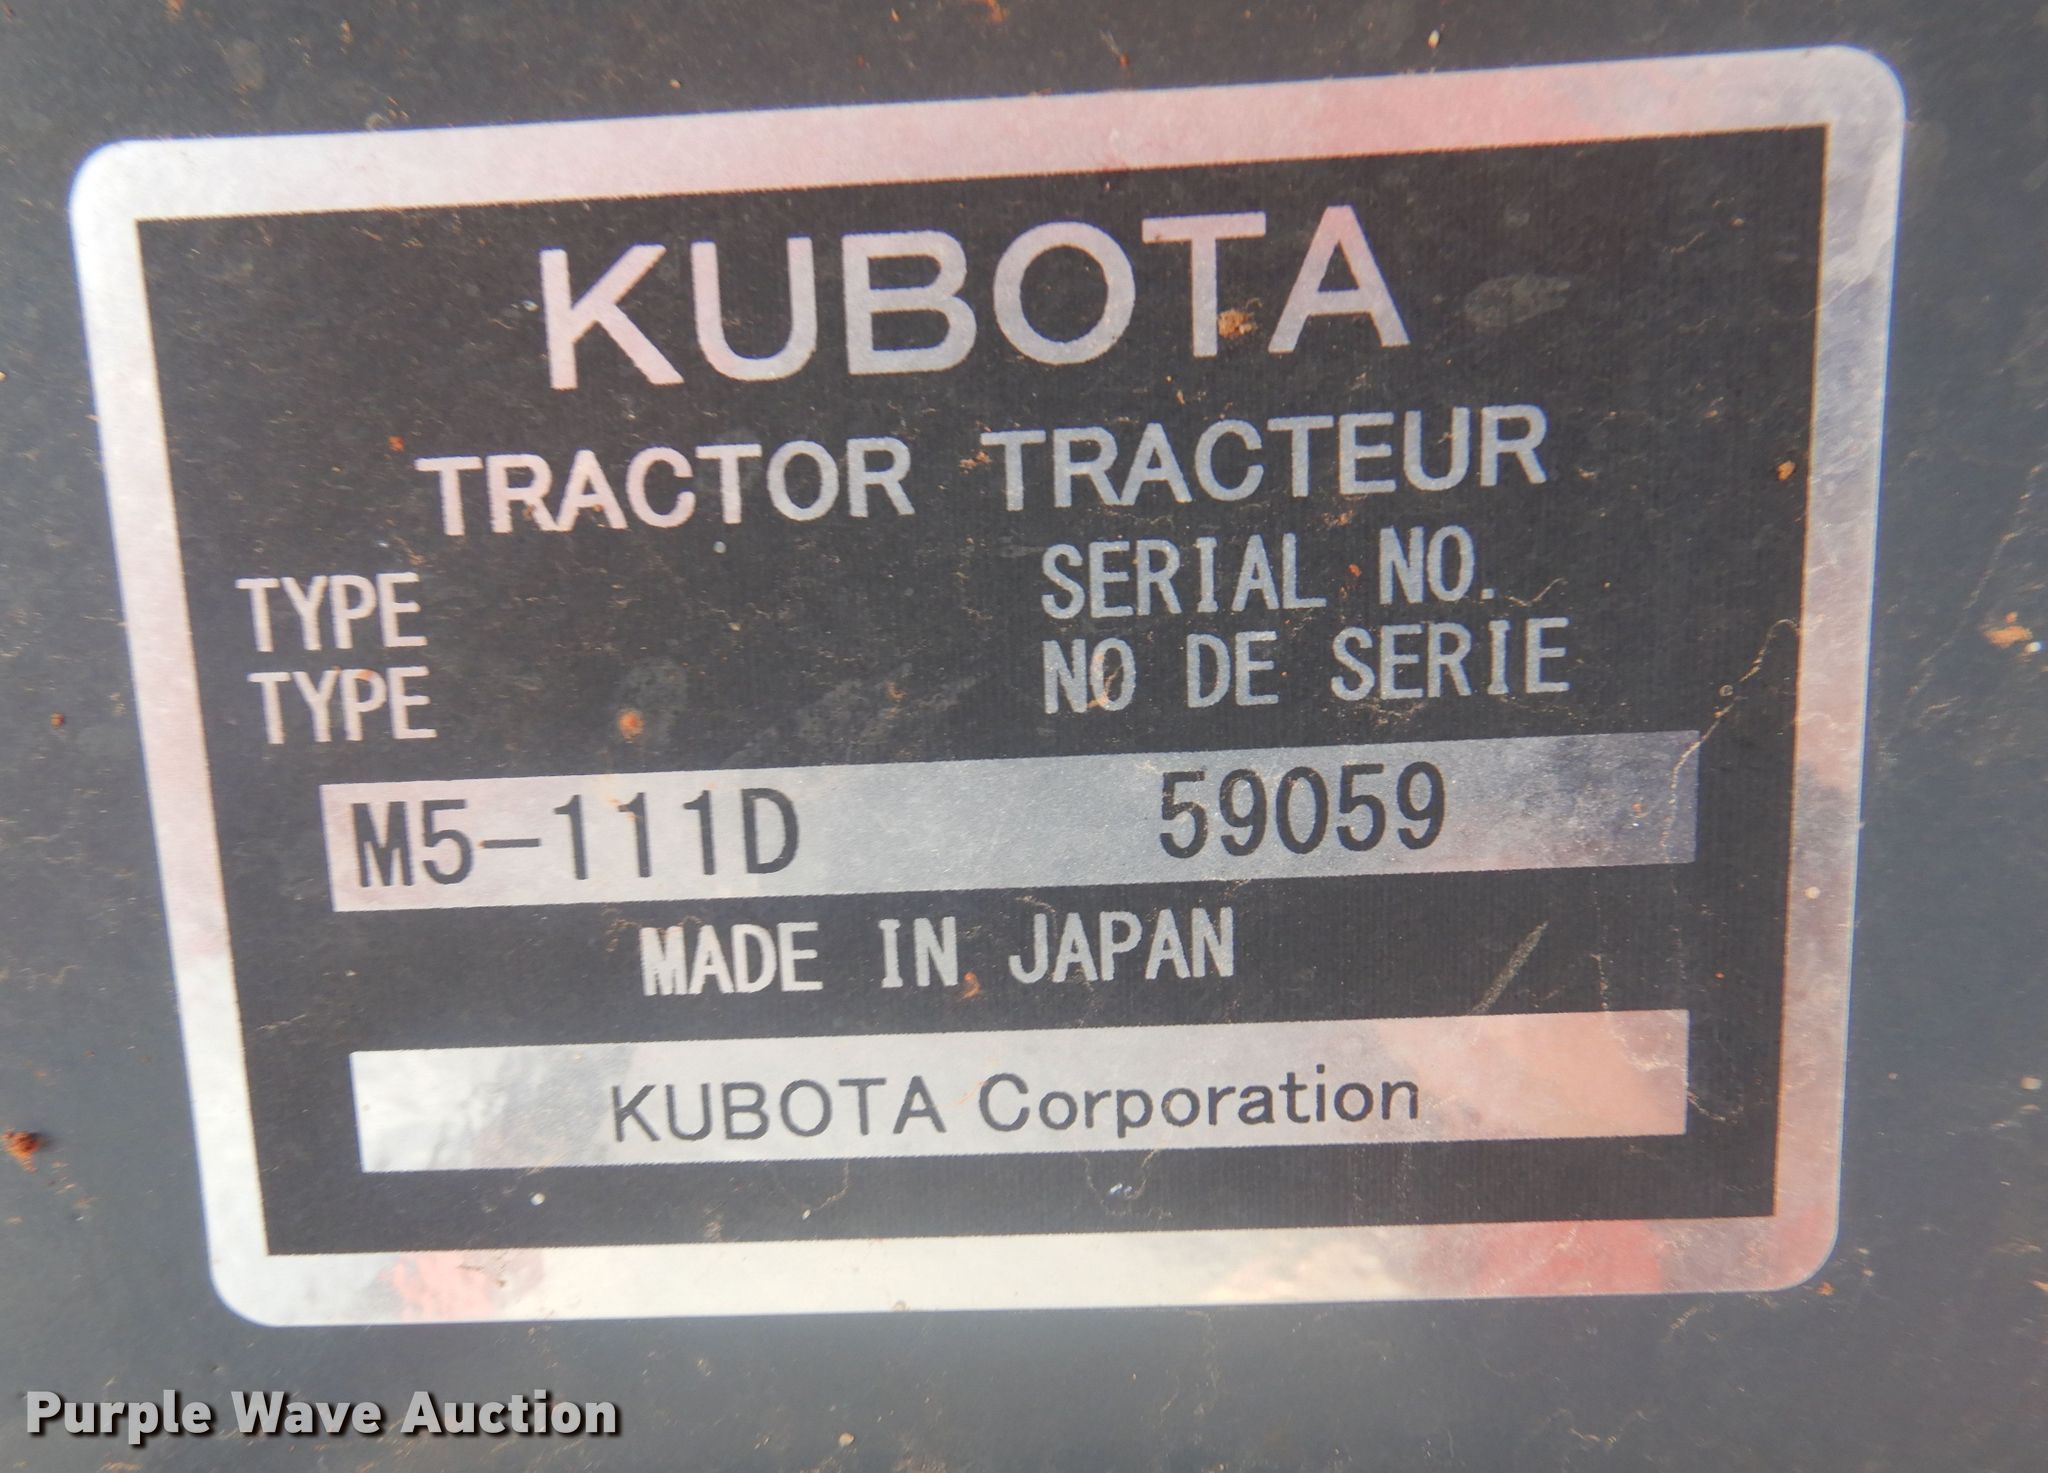 KUBOTA
TRACTOR TRACTEUR
TYPE SERIAL NO.
TYPE NO DE SERIE
M5-111D 59059
MADE IN JAPAN
KUBOTA Corporation
Purple Wave Auction